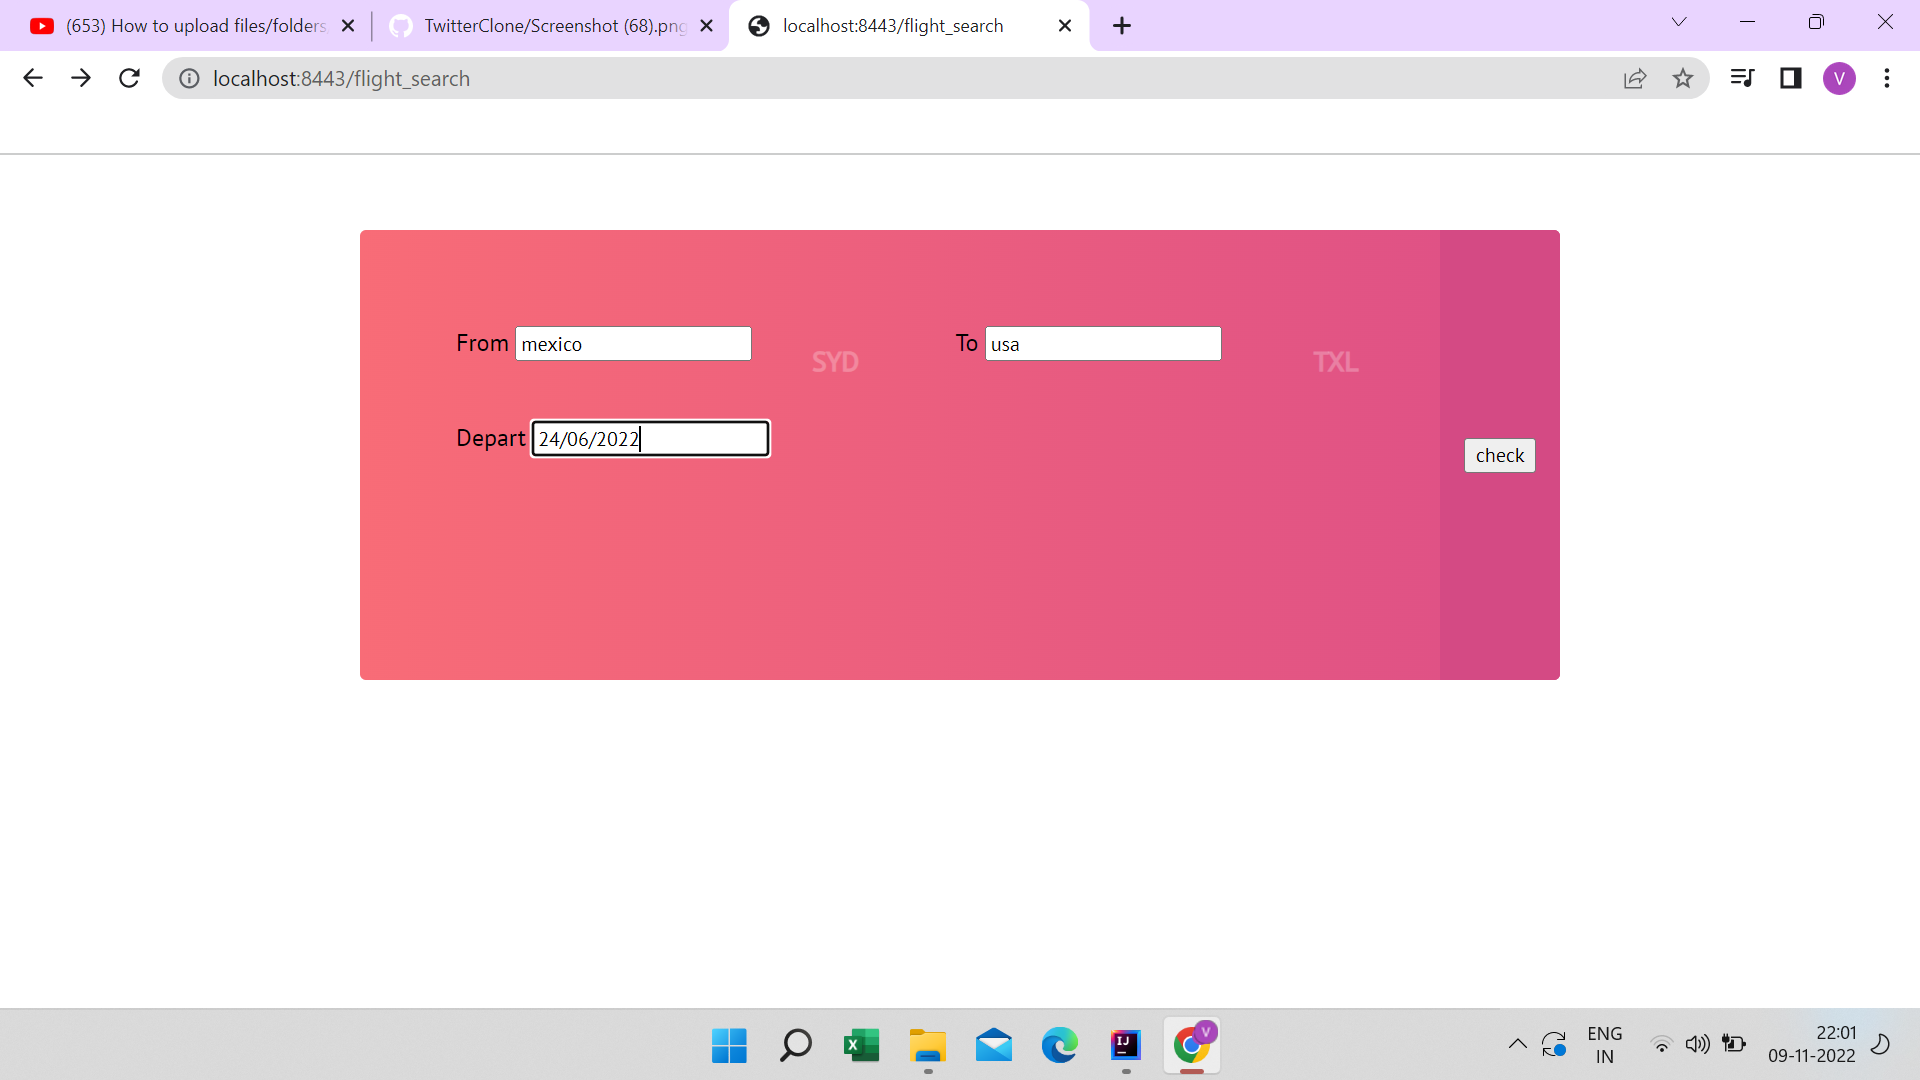 (653) How to upload files/folders
TwitterClone/Screenshot (68).png
localhost:8443/flight_search
localhost:8443/flight_search
V
From mexico
SYD
To usa
TXL
Depart 24/06/2022
check
V
IJ
ENG
IN
22:01
09-11-2022